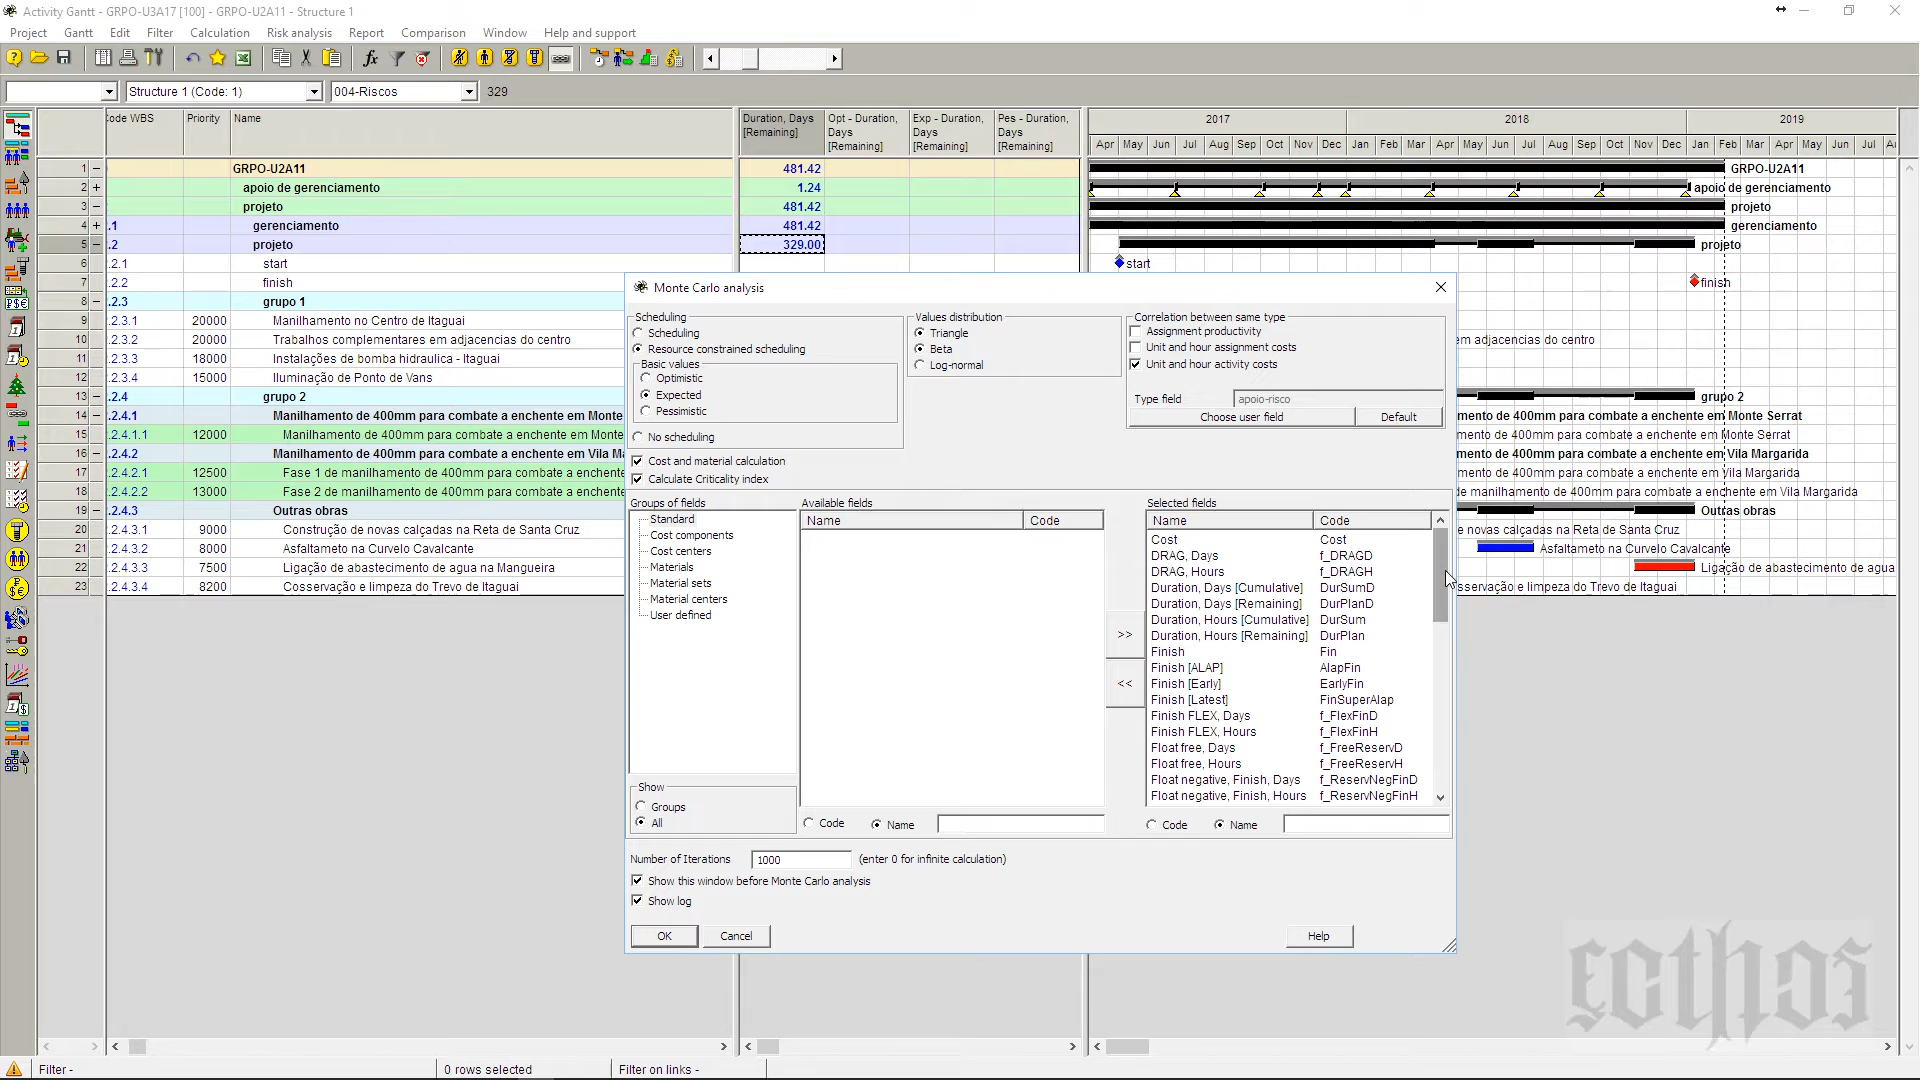 Activity Gantt - GRPO-U3A17 [100] - GRPO-U2A11 - Structure 1
Project Gantt Edit Filter Calculation Risk analysis Report Comparison Window Help and support
Structure 1 (Code: 1) 004-Riscos 329
Code WBS Priority Name
Duration, Days [Remaining]
Opt - Duration, Days [Remaining]
Exp - Duration, Days [Remaining]
Pes - Duration, Days [Remaining]
2017 2018 2019
Apr May Jun Jul Aug Sep Oct Nov Dec Jan Feb Mar Apr May Jun Jul Aug Sep Oct Nov Dec Jan Feb Mar Apr May Jun Jul
1 GRPO-U2A11 481.42 GRPO-U2A11
2 apoio de gerenciamento 1.24 apoio de gerenciamento
3 projeto 481.42 projeto
4 .1 gerenciamento 481.42 gerenciamento
5 .2 projeto 329.00 projeto
6 .2.1 start start
7 .2.2 finish finish
8 .2.3 grupo 1
9 .2.3.1 20000 Manilhamento no Centro de Itaguai
10 .2.3.2 20000 Trabalhos complementares em adjacencias do centro em adjacencias do centro
11 .2.3.3 18000 Instalações de bomba hidraulica - Itaguai
12 .2.3.4 15000 Iluminação de Ponto de Vans
13 .2.4 grupo 2 grupo 2
14 .2.4.1 Manilhamento de 400mm para combate a enchente em Monte mento de 400mm para combate a enchente em Monte Serrat
15 .2.4.1.1 12000 Manilhamento de 400mm para combate a enchente em Monte mento de 400mm para combate a enchente em Monte Serrat
16 .2.4.2 Manilhamento de 400mm para combate a enchente em Vila Ma mento de 400mm para combate a enchente em Vila Margarida
17 .2.4.2.1 12500 Fase 1 de manilhamento de 400mm para combate a enchente mento de 400mm para combate a enchente em Vila Margarida
18 .2.4.2.2 13000 Fase 2 de manilhamento de 400mm para combate a enchente mento de 400mm para combate a enchente em Vila Margarida
19 .2.4.3 Outras obras Outras obras
20 .2.4.3.1 9000 Construção de novas calçadas na Reta de Santa Cruz e novas calçadas na Reta de Santa Cruz
21 .2.4.3.2 8000 Asfaltameto na Curvelo Cavalcante Asfaltameto na Curvelo Cavalcante
22 .2.4.3.3 7500 Ligação de abastecimento de agua na Mangueira Ligação de abastecimento de agua
23 .2.4.3.4 8200 Cosservação e limpeza do Trevo de Itaguai sservação e limpeza do Trevo de Itaguai
Monte Carlo analysis
Scheduling
Scheduling
Resource constrained scheduling
Basic values
Optimistic
Expected
Pessimistic
No scheduling
Values distribution
Triangle
Beta
Log-normal
Correlation between same type
Assignment productivity
Unit and hour assignment costs
Unit and hour activity costs
Type field apoio-risco
Choose user field Default
Cost and material calculation
Calculate Criticality index
Groups of fields
Standard
Cost components
Cost centers
Materials
Material sets
Material centers
User defined
Show
Groups
All
Available fields
Name Code
Code Name
>>
<<
Selected fields
Name Code
Cost Cost
DRAG, Days f_DRAGD
DRAG, Hours f_DRAGH
Duration, Days [Cumulative] DurSumD
Duration, Days [Remaining] DurPlanD
Duration, Hours [Cumulative] DurSum
Duration, Hours [Remaining] DurPlan
Finish Fin
Finish [ALAP] AlapFin
Finish [Early] EarlyFin
Finish [Latest] FinSuperAlap
Finish FLEX, Days f_FlexFinD
Finish FLEX, Hours f_FlexFinH
Float free, Days f_FreeReservD
Float free, Hours f_FreeReservH
Float negative, Finish, Days f_ReservNegFinD
Float negative, Finish, Hours f_ReservNegFinH
Code Name
Number of Iterations 1000 (enter 0 for infinite calculation)
Show this window before Monte Carlo analysis
Show log
OK Cancel Help
Filter - 0 rows selected Filter on links -